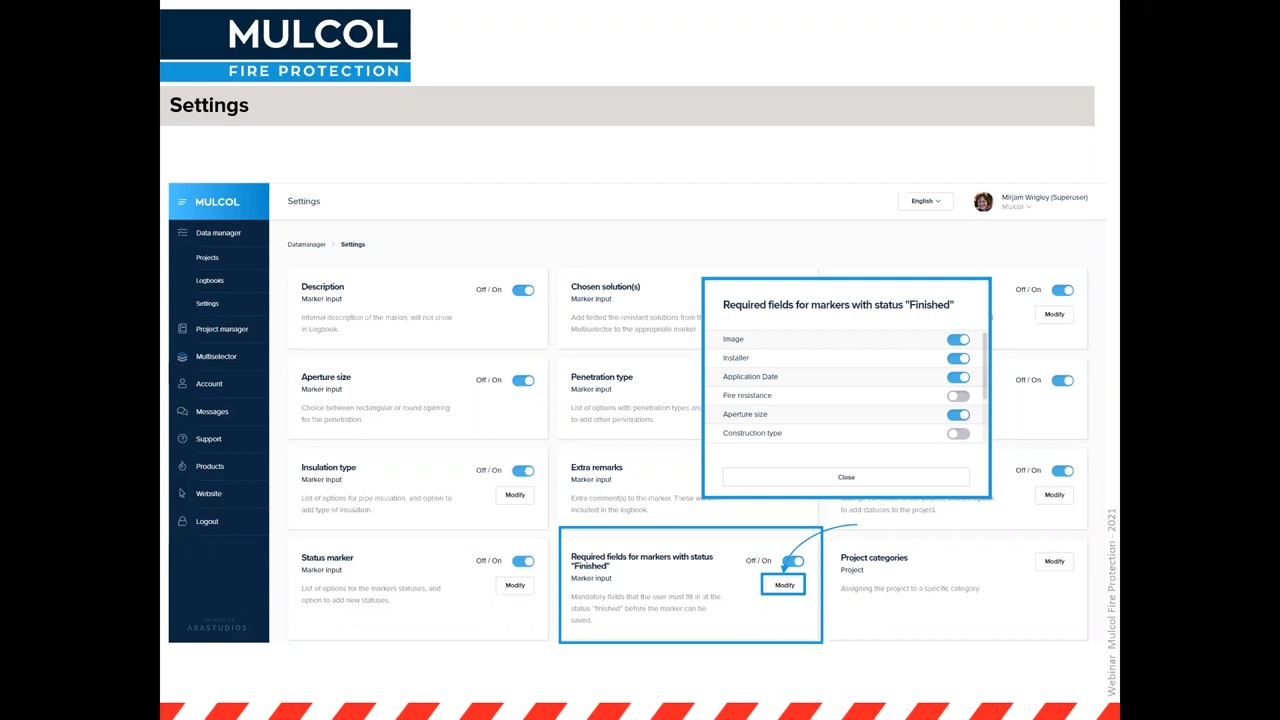 MULCOL
FIRE PROTECTION
Settings
MULCOL
Settings
English
Mirjam Wrigley (Superuser)
Mulcol
Data manager
Projects
Logbooks
Settings
Project manager
Multiselector
Account
Messages
Support
Products
Website
Logout
AXASTUDIOS
Datamanager
Settings
Description
Marker input
Off / On
Internal description of the marker, will not show
in Logbook.
Chosen solution(s)
Marker input
Add tested fire-resistant solutions from the
Multiselector to the appropriate marker.
Off / On
Modify
Aperture size
Marker input
Off / On
Choice between rectangular or round opening
for the penetration.
Penetration type
Marker input
List of options with penetration types and
to add other penetrations.
Off / On
Insulation type
Marker input
Off / On
Modify
List of options for pipe insulation, and option to
add type of insulation.
Extra remarks
Marker input
Extra comment(s) to the marker. These
included in the logbook.
Off / On
Modify
to add statuses to the project.
Status marker
Marker input
Off / On
Modify
List of options for the markers statuses, and
option to add new statuses.
Required fields for markers with status
"Finished"
Marker input
Off / On
Modify
Mandatory fields that the user must fill in at the
status "finished" before the marker can be
saved.
Project categories
Project
Modify
Assigning the project to a specific category.
Required fields for markers with status "Finished"
Image
Installer
Application Date
Fire resistance
Aperture size
Construction type
Close
Webinar Mulcol Fire Protection - 2021